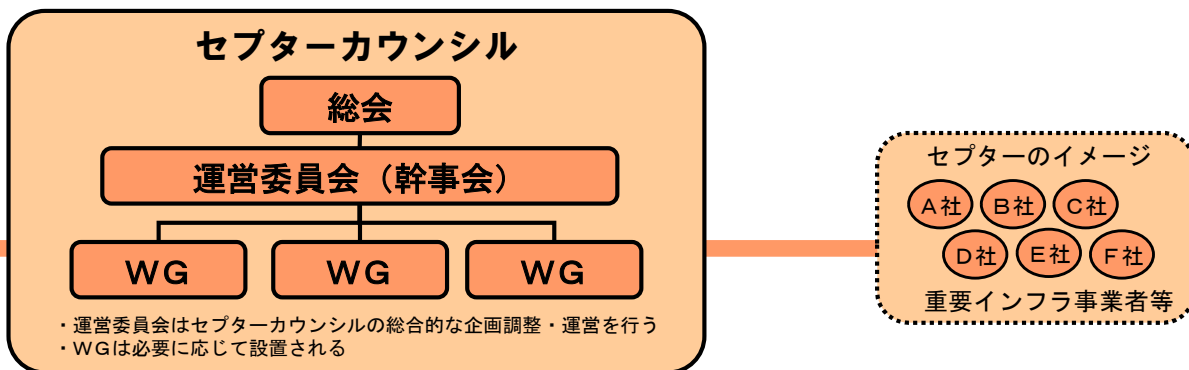 セプターカウンシル
総会
運営委員会（幹事会）
ＷＧ ＷＧ ＷＧ
・運営委員会はセプターカウンシルの総合的な企画調整・運営を行う
・ＷＧは必要に応じて設置される
セプターのイメージ
Ａ社 Ｂ社 Ｃ社
Ｄ社 Ｅ社 Ｆ社
重要インフラ事業者等